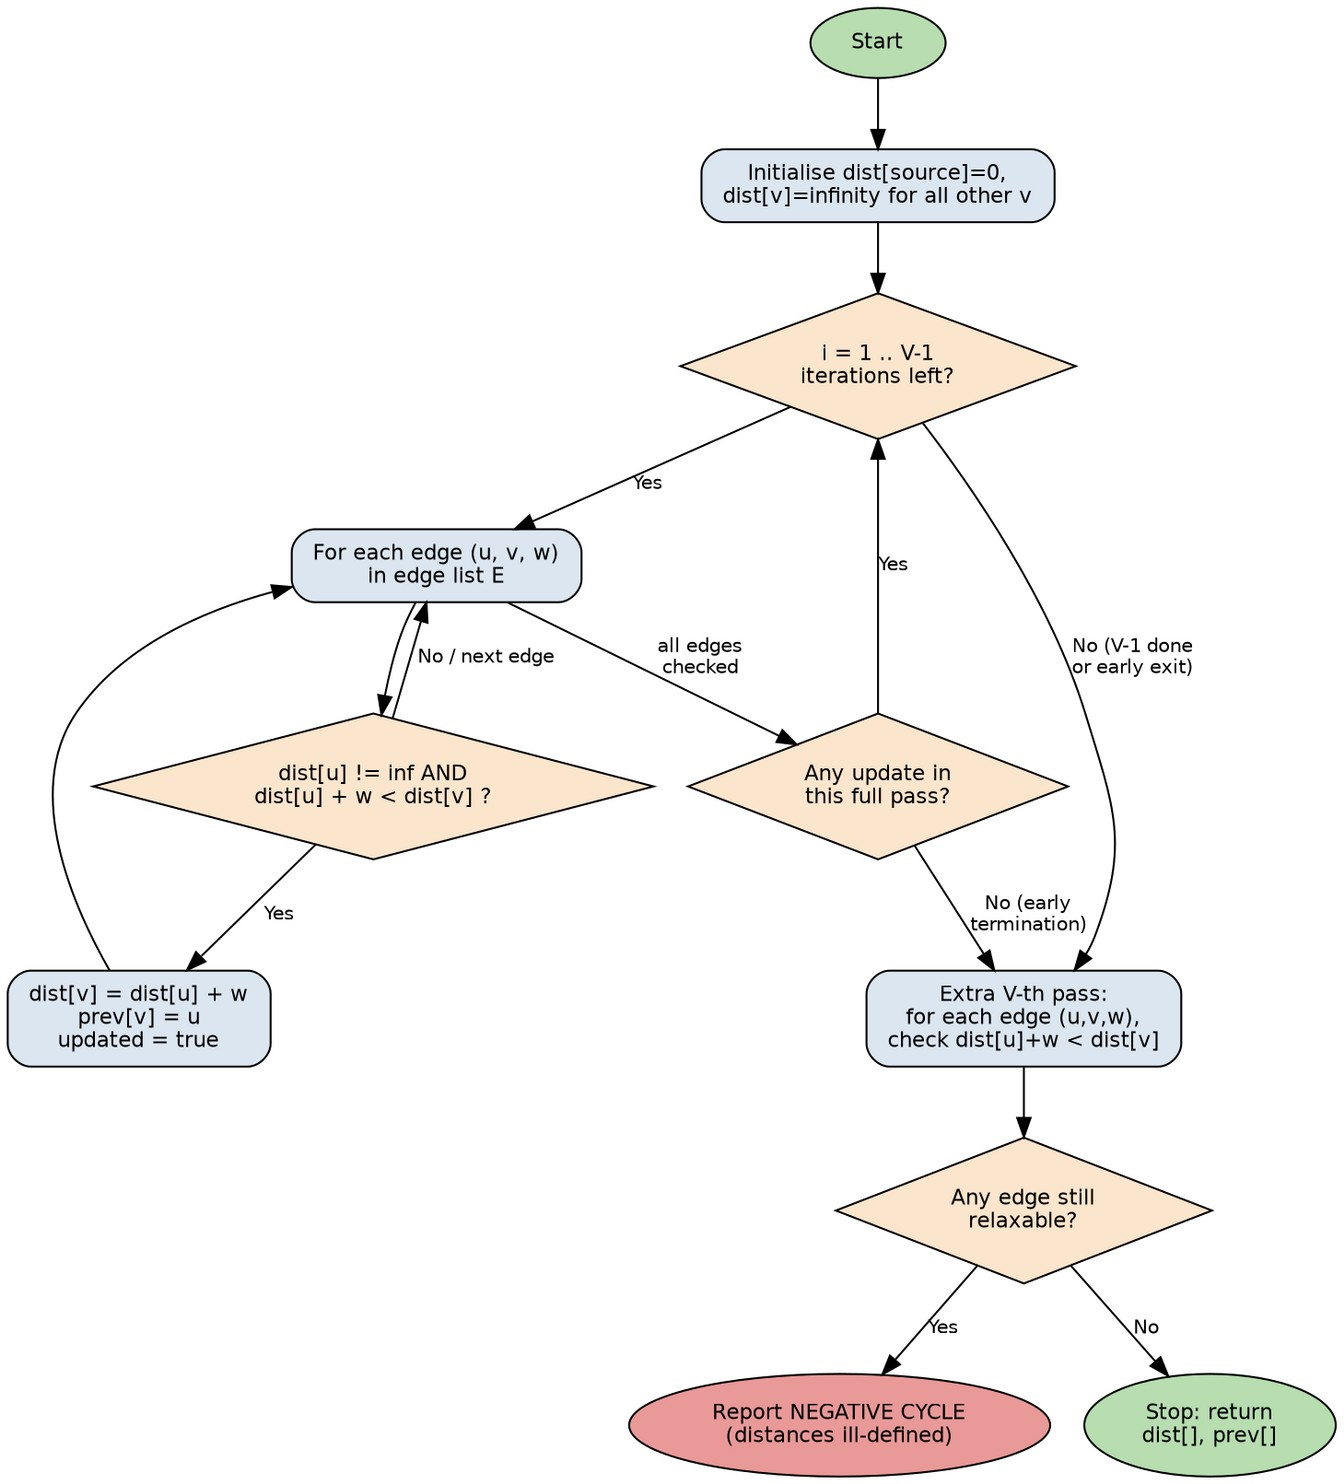 Start
Initialise dist[source]=0,
dist[v]=infinity for all other v
i = 1 .. V-1
iterations left?
Yes
For each edge (u, v, w)
in edge list E
Yes
No / next edge
all edges
checked
No (V-1 done
or early exit)
dist[u] != inf AND
dist[u] + w < dist[v] ?
Any update in
this full pass?
Yes
No (early
termination)
dist[v] = dist[u] + w
prev[v] = u
updated = true
Extra V-th pass:
for each edge (u,v,w),
check dist[u]+w < dist[v]
Any edge still
relaxable?
Yes
No
Report NEGATIVE CYCLE
(distances ill-defined)
Stop: return
dist[], prev[]